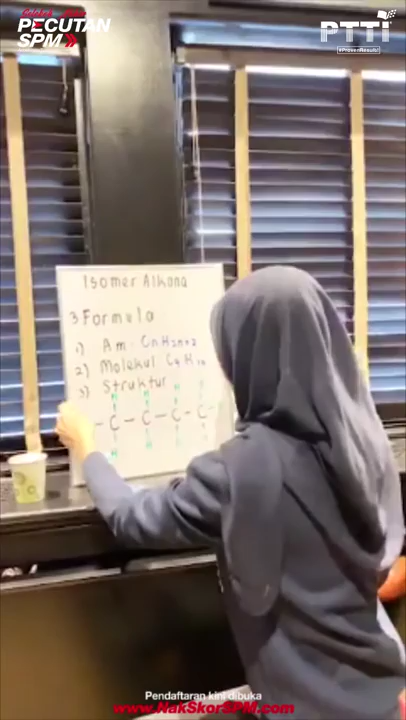 PECUTAN
SPM
PTTI
#ProvenResults!
Isomer Alkana
3 Formula
1) Am - CnH2n+2
2) Molekul C4H10
3) Struktur
H H H
- C - C - C - C -
H H H
Pendaftaran kini dibuka
www.NakSkorSPM.com